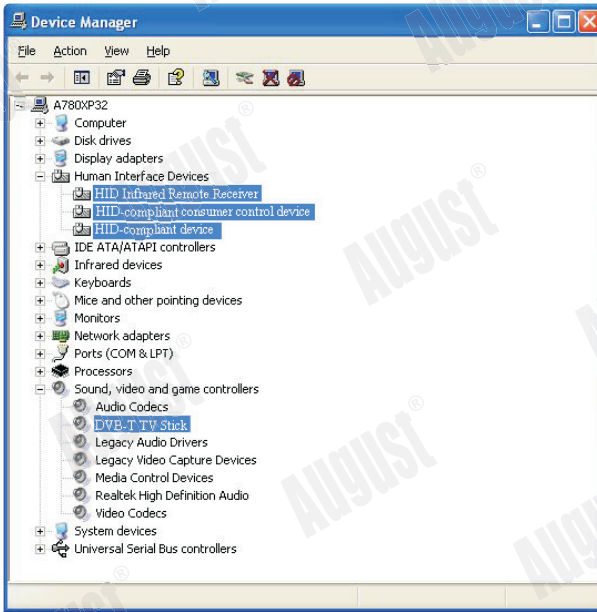 Device Manager
File Action View Help
A780XP32
Computer
Disk drives
Display adapters
Human Interface Devices
HID Infrared Remote Receiver
HID-compliant consumer control device
HID-compliant device
IDE ATA/ATAPI controllers
Infrared devices
Keyboards
Mice and other pointing devices
Monitors
Network adapters
Ports (COM & LPT)
Processors
Sound, video and game controllers
Audio Codecs
DVB-T TV Stick
Legacy Audio Drivers
Legacy Video Capture Devices
Media Control Devices
Realtek High Definition Audio
Video Codecs
System devices
Universal Serial Bus controllers
August®
August®
August®
August®